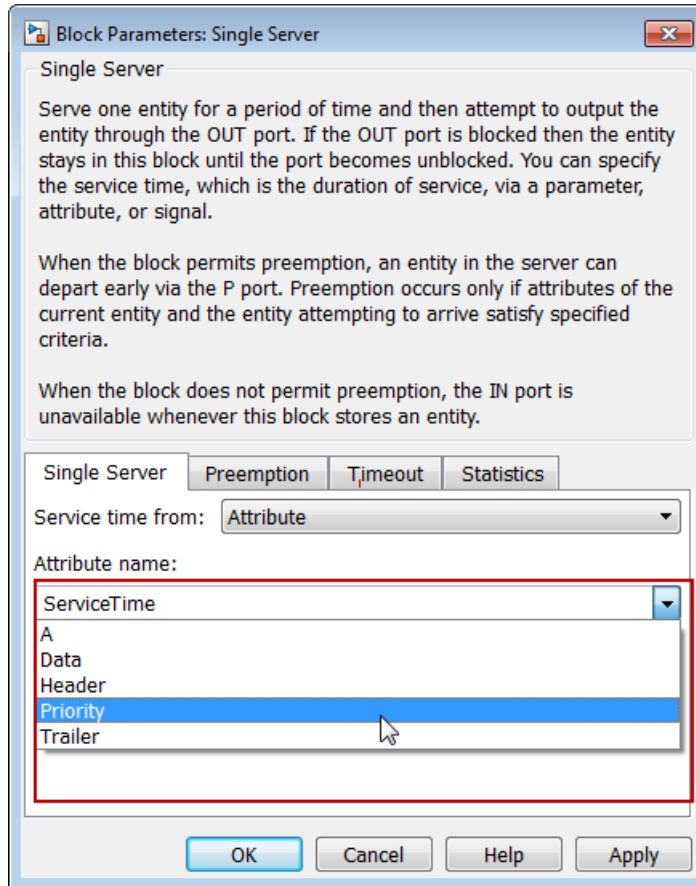 Block Parameters: Single Server
Single Server
Serve one entity for a period of time and then attempt to output the
entity through the OUT port. If the OUT port is blocked then the entity
stays in this block until the port becomes unblocked. You can specify
the service time, which is the duration of service, via a parameter,
attribute, or signal.
When the block permits preemption, an entity in the server can
depart early via the P port. Preemption occurs only if attributes of the
current entity and the entity attempting to arrive satisfy specified
criteria.
When the block does not permit preemption, the IN port is
unavailable whenever this block stores an entity.
Single Server Preemption Timeout Statistics
Service time from: Attribute
Attribute name:
ServiceTime
A
Data
Header
Priority
Trailer
OK Cancel Help Apply